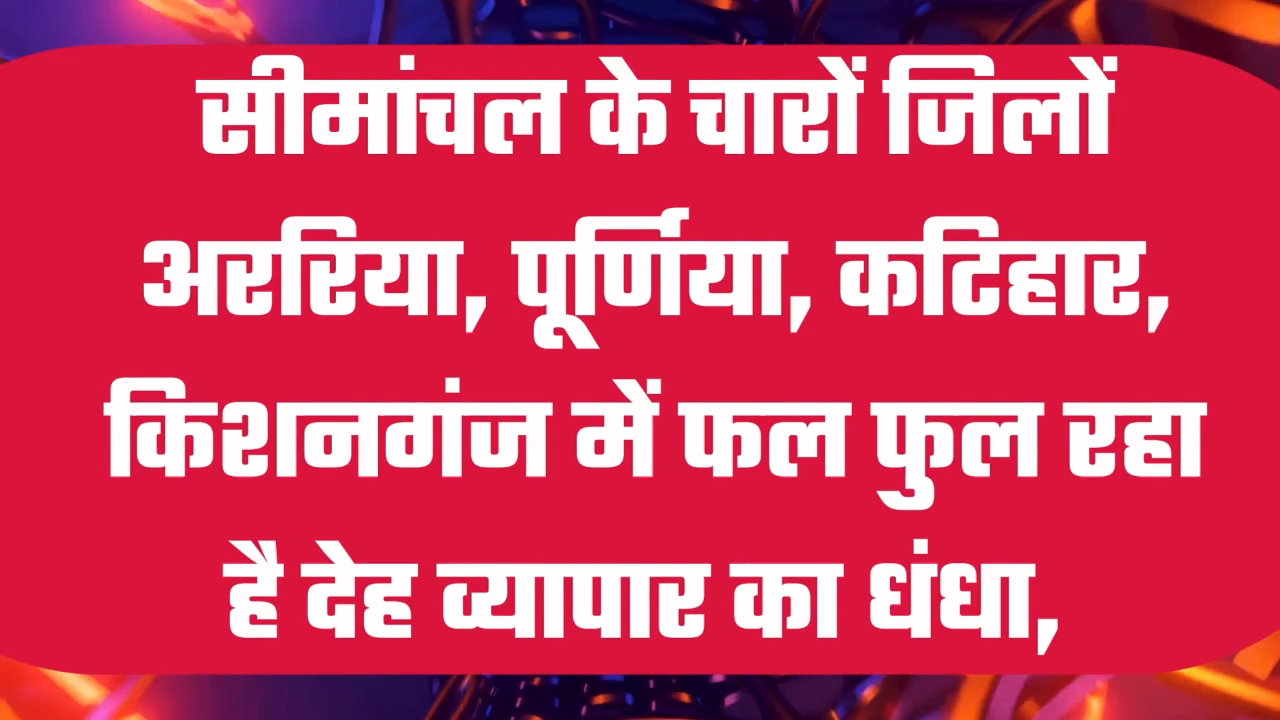 सीमांचल के चारों जिलों
अररिया, पूर्णिया, कटिहार,
किशनगंज में फल फुल रहा
है देह व्यापार का धंधा,